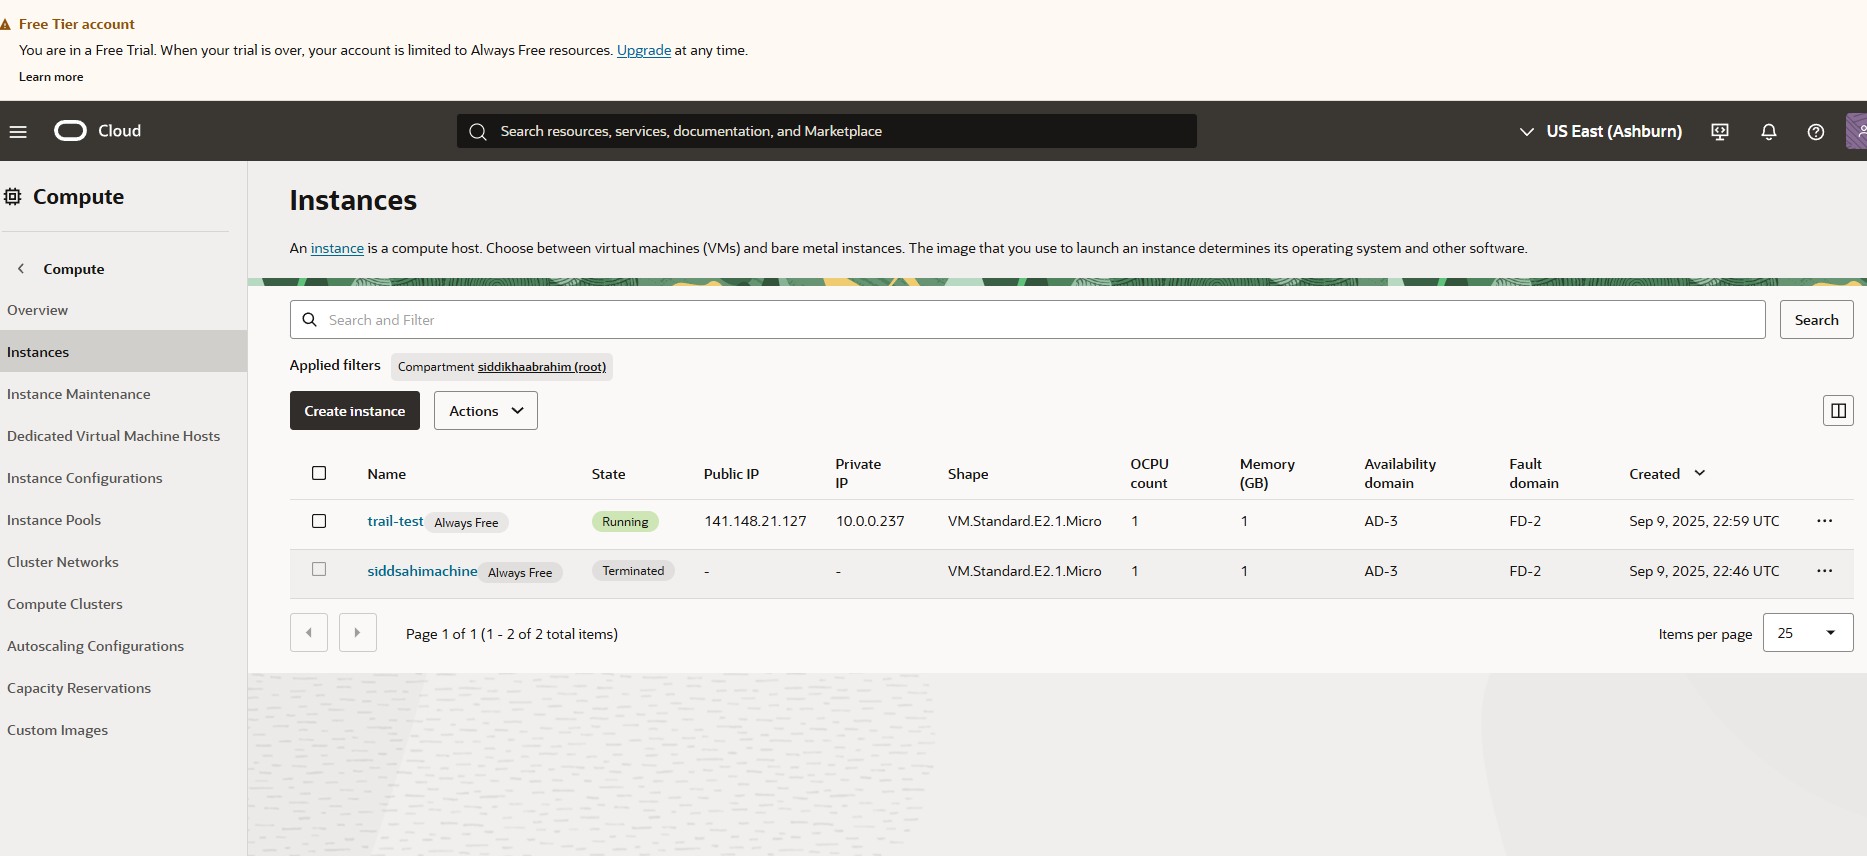 Free Tier account
You are in a Free Trial. When your trial is over, your account is limited to Always Free resources. Upgrade at any time.
Learn more
Cloud
Search resources, services, documentation, and Marketplace
US East (Ashburn)
Compute
Compute
Overview
Instances
Instance Maintenance
Dedicated Virtual Machine Hosts
Instance Configurations
Instance Pools
Cluster Networks
Compute Clusters
Autoscaling Configurations
Capacity Reservations
Custom Images
Instances
An instance is a compute host. Choose between virtual machines (VMs) and bare metal instances. The image that you use to launch an instance determines its operating system and other software.
Search and Filter
Search
Applied filters Compartment siddikhaabrahim (root)
Create instance Actions
Name State Public IP Private IP Shape OCPU count Memory (GB) Availability domain Fault domain Created
trail-test Always Free Running 141.148.21.127 10.0.0.237 VM.Standard.E2.1.Micro 1 1 AD-3 FD-2 Sep 9, 2025, 22:59 UTC
siddsahimachine Always Free Terminated - - VM.Standard.E2.1.Micro 1 1 AD-3 FD-2 Sep 9, 2025, 22:46 UTC
Page 1 of 1 (1 - 2 of 2 total items) Items per page 25